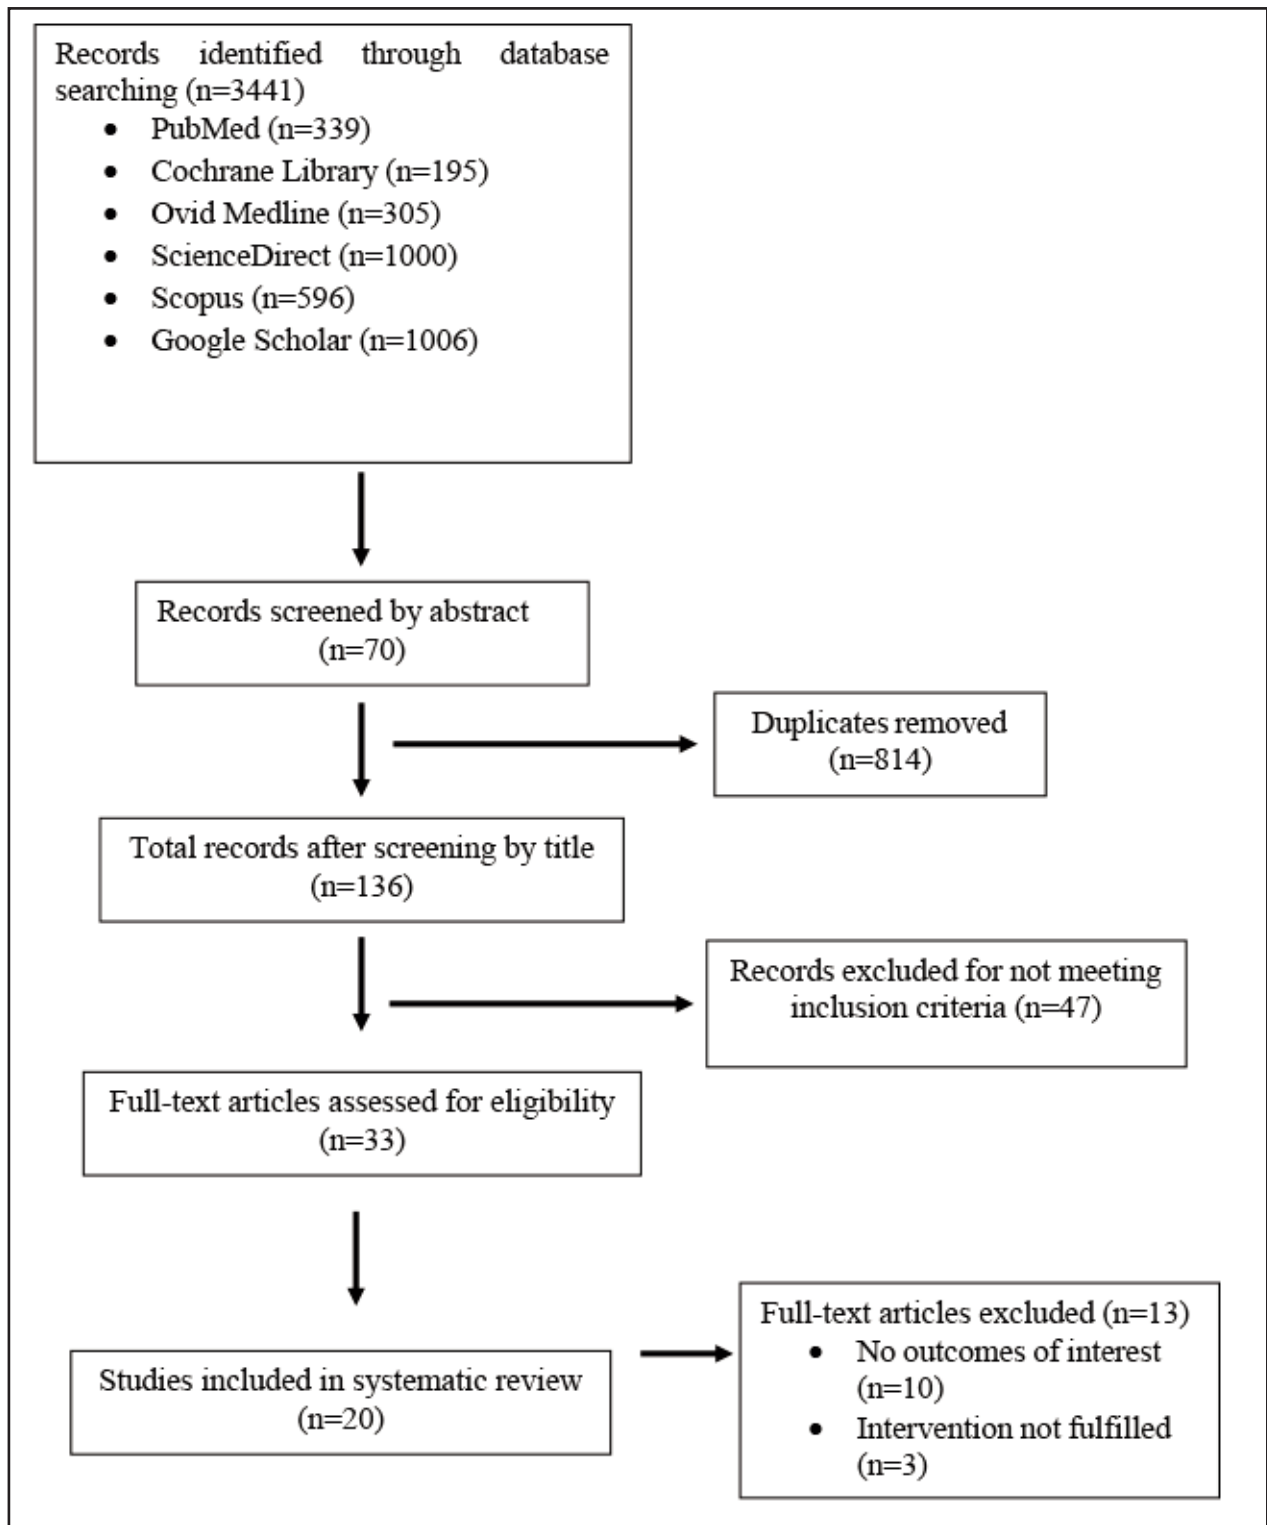 Records identified through database
searching (n=3441)
• PubMed (n=339)
• Cochrane Library (n=195)
• Ovid Medline (n=305)
• ScienceDirect (n=1000)
• Scopus (n=596)
• Google Scholar (n=1006)
Records screened by abstract
(n=70)
Duplicates removed
(n=814)
Total records after screening by title
(n=136)
Records excluded for not meeting
inclusion criteria (n=47)
Full-text articles assessed for eligibility
(n=33)
Studies included in systematic review
(n=20)
Full-text articles excluded (n=13)
• No outcomes of interest
(n=10)
• Intervention not fulfilled
(n=3)